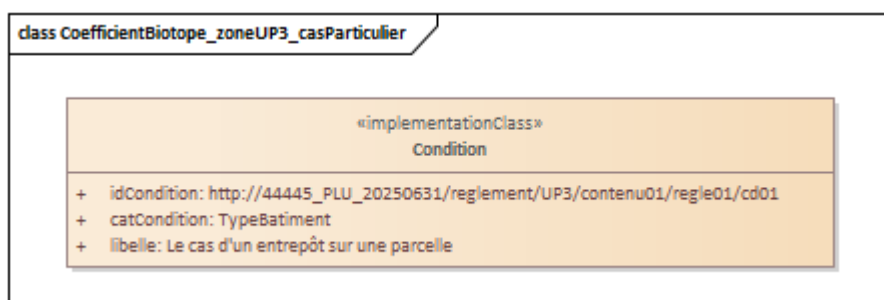 class CoefficientBiotope_zoneUP3_casParticulier
«implementationClass»
Condition
+ idCondition: http://44445_PLU_20250631/reglement/UP3/contenu01/regle01/cd01
+ catCondition: TypeBatiment
+ libelle: Le cas d'un entrepôt sur une parcelle